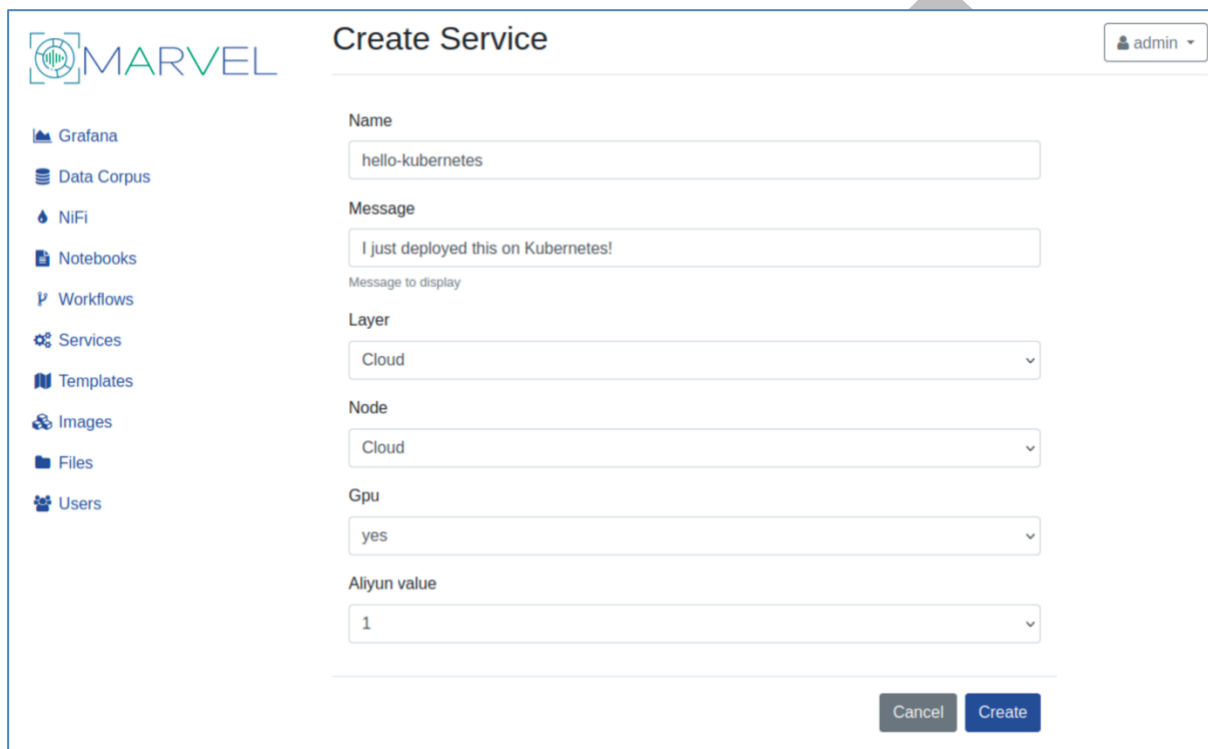 MARVEL
Create Service
admin
Grafana
Data Corpus
NiFi
Notebooks
Workflows
Services
Templates
Images
Files
Users
Name
hello-kubernetes
Message
I just deployed this on Kubernetes!
Message to display
Layer
Cloud
Node
Cloud
Gpu
yes
Aliyun value
1
Cancel
Create